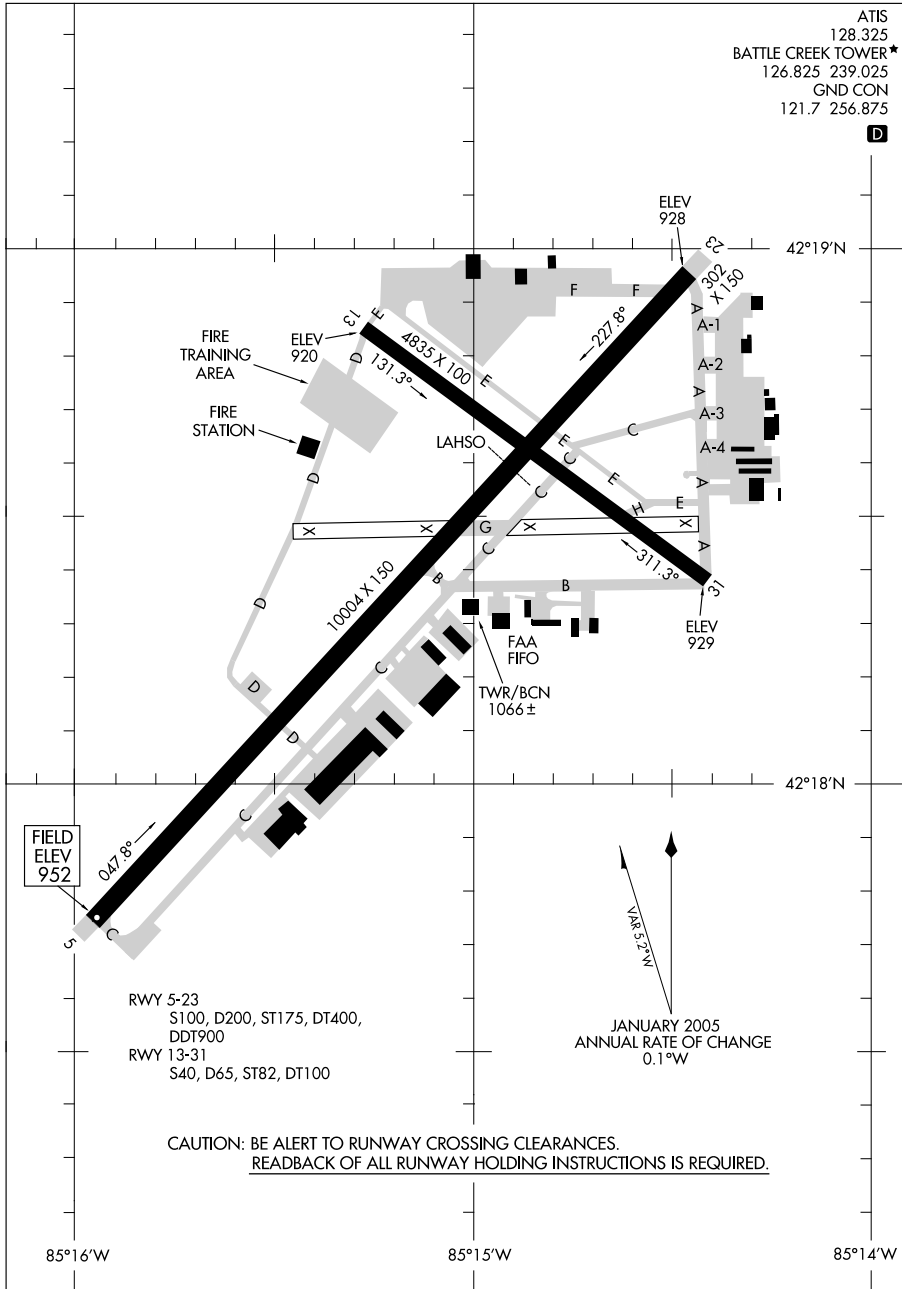 ATIS
128.325
BATTLE CREEK TOWER★
126.825 239.025
GND CON
121.7 256.875
D
ELEV
928
23
42°19'N
302
X 150
F F
A
A-1
227.8°
13
E
ELEV
920
4835 X 100
FIRE
TRAINING
AREA
D
131.3°
E
A-2
A
A-3
FIRE
STATION
LAHSO
C
E
C
A-4
D
E
A
C
H
E
X
X
G
X
X
C
A
311.3°
B
B
31
10004 X 150
D
ELEV
929
FAA
FIFO
C
TWR/BCN
1066 ±
D
D
42°18'N
C
FIELD
ELEV
952
047.8°
5
C
VAR 5.2°W
RWY 5-23
S100, D200, ST175, DT400,
DDT900
RWY 13-31
S40, D65, ST82, DT100
JANUARY 2005
ANNUAL RATE OF CHANGE
0.1°W
CAUTION: BE ALERT TO RUNWAY CROSSING CLEARANCES.
READBACK OF ALL RUNWAY HOLDING INSTRUCTIONS IS REQUIRED.
85°16'W
85°15'W
85°14'W